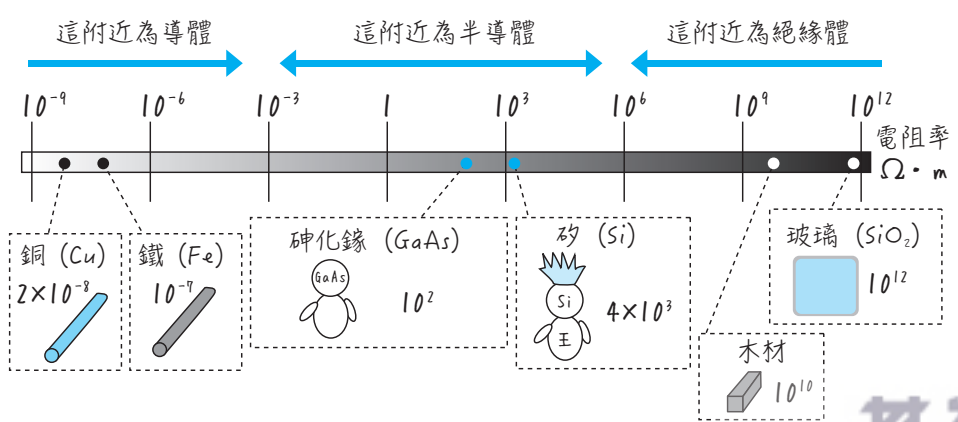 這附近為導體
這附近為半導體
這附近為絕緣體
10⁻⁹
10⁻⁶
10⁻³
1
10³
10⁶
10⁹
10¹²
電阻率
Ω·m
銅 (Cu)
2×10⁻⁸
鐵 (Fe)
10⁻⁷
砷化鎵 (GaAs)
GaAs
10²
矽 (Si)
Si
王
4×10³
木材
10¹⁰
玻璃 (SiO₂)
10¹²